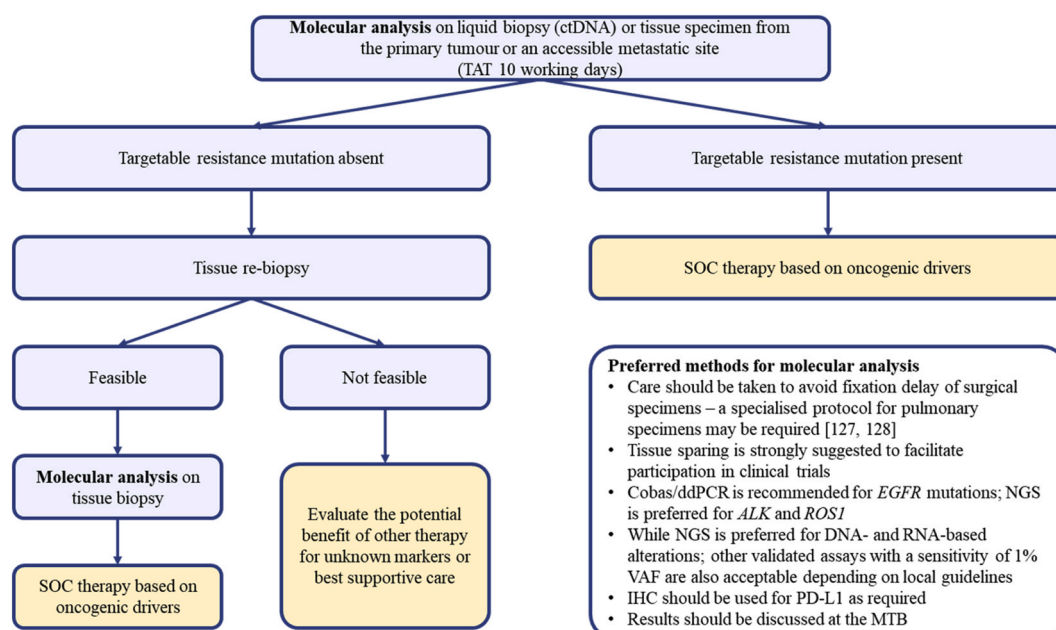 Molecular analysis on liquid biopsy (ctDNA) or tissue specimen from
the primary tumour or an accessible metastatic site
(TAT 10 working days)
Targetable resistance mutation absent
Targetable resistance mutation present
Tissue re-biopsy
SOC therapy based on oncogenic drivers
Feasible
Not feasible
Molecular analysis on
tissue biopsy
Evaluate the potential
benefit of other therapy
for unknown markers or
best supportive care
SOC therapy based on
oncogenic drivers
Preferred methods for molecular analysis
• Care should be taken to avoid fixation delay of surgical
specimens – a specialised protocol for pulmonary
specimens may be required [127, 128]
• Tissue sparing is strongly suggested to facilitate
participation in clinical trials
• Cobas/ddPCR is recommended for EGFR mutations; NGS
is preferred for ALK and ROS1
• While NGS is preferred for DNA- and RNA-based
alterations; other validated assays with a sensitivity of 1%
VAF are also acceptable depending on local guidelines
• IHC should be used for PD-L1 as required
• Results should be discussed at the MTB